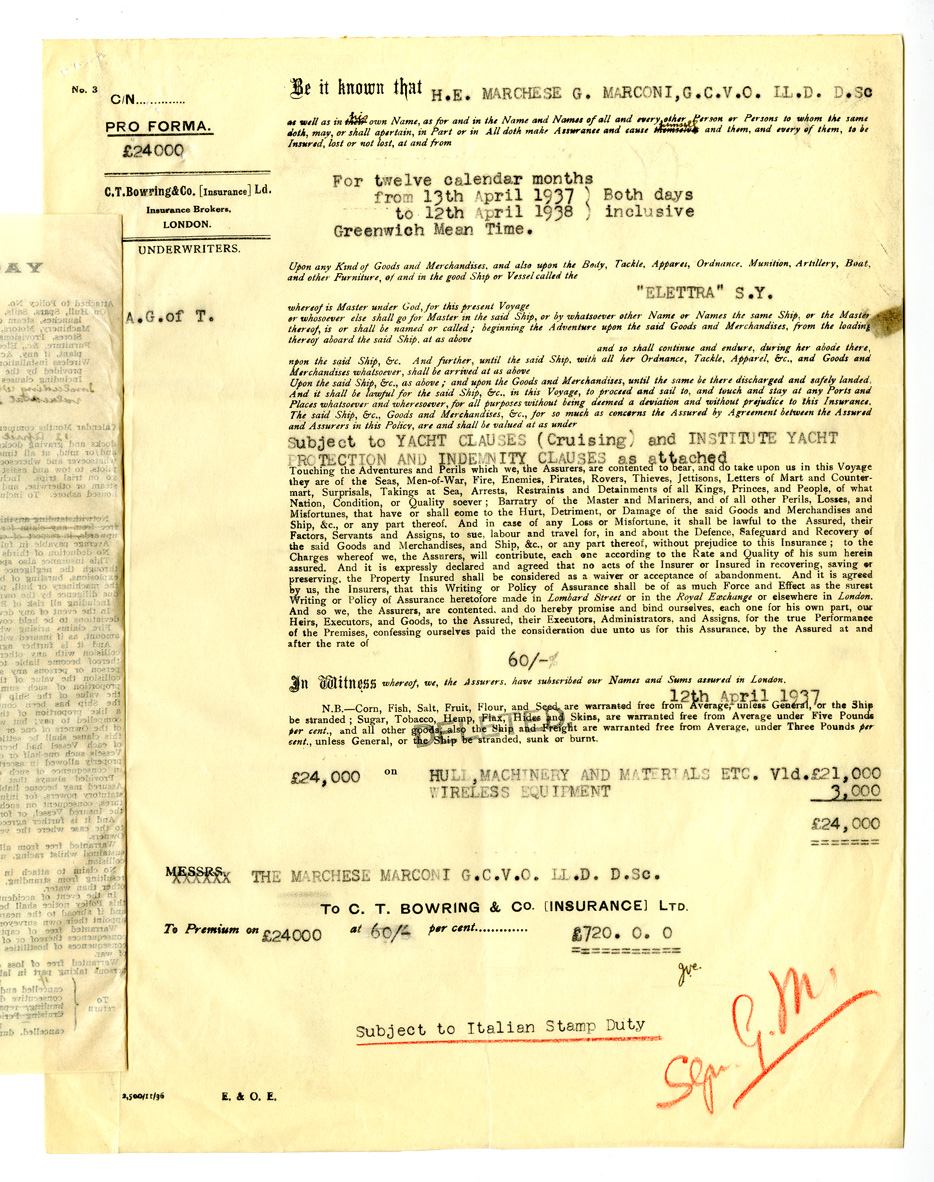 No. 3
C/N..............
PRO FORMA.
£24000
C.T.Bowring&Co. [Insurance] Ld.
Insurance Brokers,
LONDON.
UNDERWRITERS.
A.G.of T.
Be it known that H.E. MARCHESE G. MARCONI,G.C.V.O. LL.D. D.Sc
as well as in his own Name, as for and in the Name and Names of all and every other Person or Persons to whom the same
doth, may, or shall apertain, in Part or in All doth make Assurance and cause himself and them, and every of them, to be
Insured, lost or not lost, at and from
For twelve calendar months
from 13th April 1937 ) Both days
to 12th April 1938 ) inclusive
Greenwich Mean Time.
Upon any Kind of Goods and Merchandises, and also upon the Body, Tackle, Apparel, Ordnance, Munition, Artillery, Boat,
and other Furniture, of and in the good Ship or Vessel called the
"ELETTRA" S.Y.
whereof is Master under God, for this present Voyage
or whosoever else shall go for Master in the said Ship, or by whatsoever other Name or Names the same Ship, or the Master
thereof, is or shall be named or called; beginning the Adventure upon the said Goods and Merchandises, from the loading
thereof aboard the said Ship, at as above
and so shall continue and endure, during her abode there,
upon the said Ship, &c. And further, until the said Ship, with all her Ordnance, Tackle, Apparel, &c., and Goods and
Merchandises whatsoever, shall be arrived at as above
Upon the said Ship, &c., as above; and upon the Goods and Merchandises, until the same be there discharged and safely landed.
And it shall be lawful for the said Ship, &c., in this Voyage, to proceed and sail to, and touch and stay at any Ports and
Places whatsoever and wheresoever, for all purposes without being deemed a deviation and without prejudice to this Insurance.
The said Ship, &c., Goods and Merchandises, &c., for so much as concerns the Assured by Agreement between the Assured
and Assurers in this Policy, are and shall be valued at as under
Subject to YACHT CLAUSES (Cruising) and INSTITUTE YACHT
PROTECTION AND INDEMNITY CLAUSES as attached
Touching the Adventures and Perils which we, the Assurers, are contented to bear, and do take upon us in this Voyage
they are of the Seas, Men-of-War, Fire, Enemies, Pirates, Rovers, Thieves, Jettisons, Letters of Mart and Counter-
mart, Surprisals, Takings at Sea, Arrests, Restraints and Detainments of all Kings, Princes, and People, of what
Nation, Condition, or Quality soever; Barratry of the Master and Mariners, and of all other Perils, Losses, and
Misfortunes, that have or shall come to the Hurt, Detriment, or Damage of the said Goods and Merchandises and
Ship, &c., or any part thereof. And in case of any Loss or Misfortune, it shall be lawful to the Assured, their
Factors, Servants and Assigns, to sue, labour and travel for, in and about the Defence, Safeguard and Recovery of
the said Goods and Merchandises, and Ship, &c., or any part thereof, without prejudice to this Insurance; to the
Charges whereof we, the Assurers, will contribute, each one according to the Rate and Quality of his sum herein
assured. And it is expressly declared and agreed that no acts of the Insurer or Insured in recovering, saving or
preserving, the Property Insured shall be considered as a waiver or acceptance of abandonment. And it is agreed
by us, the Insurers, that this Writing or Policy of Assurance shall be of as much Force and Effect as the surest
Writing or Policy of Assurance heretofore made in Lombard Street or in the Royal Exchange or elsewhere in London.
And so we, the Assurers, are contented, and do hereby promise and bind ourselves, each one for his own part, our
Heirs, Executors, and Goods, to the Assured, their Executors, Administrators, and Assigns, for the true Performance
of the Premises, confessing ourselves paid the consideration due unto us for this Assurance, by the Assured at and
after the rate of
60/-
In Witness whereof, we, the Assurers, have subscribed our Names and Sums assured in London.
12th April 1937
N.B.—Corn, Fish, Salt, Fruit, Flour, and Seed are warranted free from Average, unless General, or the Ship
be stranded; Sugar, Tobacco, Hemp, Flax, Hides and Skins, are warranted free from Average under Five Pounds
per cent., and all other goods, also the Ship and Freight are warranted free from Average, under Three Pounds per
cent., unless General, or the Ship be stranded, sunk or burnt.
DELETED.
£24,000 on HULL,MACHINERY AND MATERIALS ETC. Vld.£21,000
WIRELESS EQUIPMENT 3,000
£24,000
MESSRS. THE MARCHESE MARCONI G.C.V.O. LL.D. D.Sc.
To C. T. BOWRING & Co. [INSURANCE] LTD.
To Premium on £24000 at 60/- per cent............. £720. 0. 0
Subject to Italian Stamp Duty
G.M.
2,500/11/36
E. & O. E.